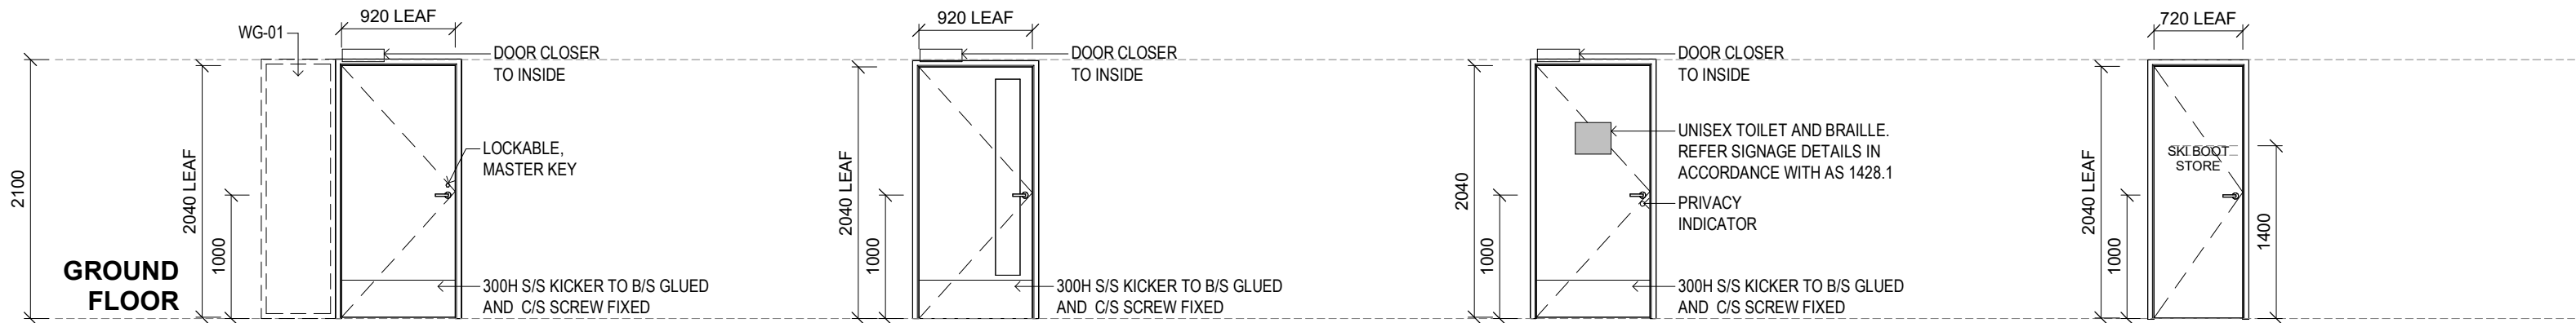 920 LEAF
WG-01
DOOR CLOSER
TO INSIDE
LOCKABLE,
MASTER KEY
2100
2040 LEAF
1000
GROUND
FLOOR
300H S/S KICKER TO B/S GLUED
AND C/S SCREW FIXED
920 LEAF
DOOR CLOSER
TO INSIDE
2040 LEAF
1000
300H S/S KICKER TO B/S GLUED
AND C/S SCREW FIXED
DOOR CLOSER
TO INSIDE
UNISEX TOILET AND BRAILLE.
REFER SIGNAGE DETAILS IN
ACCORDANCE WITH AS 1428.1
PRIVACY
INDICATOR
2040
1000
300H S/S KICKER TO B/S GLUED
AND C/S SCREW FIXED
720 LEAF
SKI BOOT
STORE
2040 LEAF
1000
1400